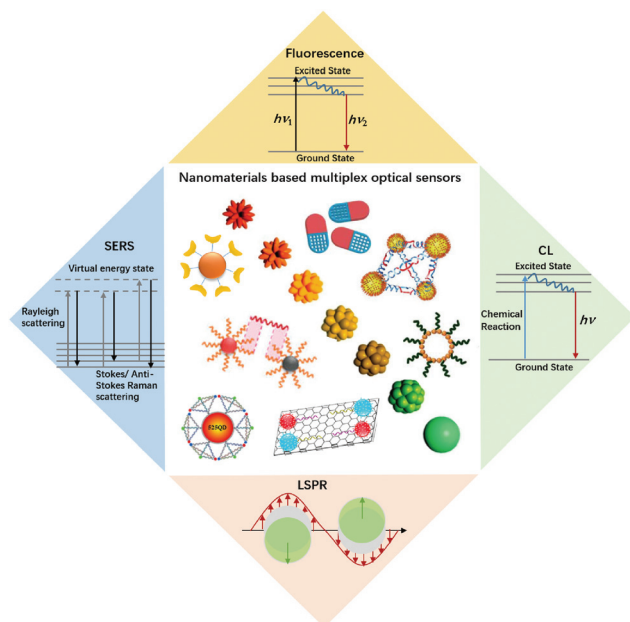 Fluorescence
Excited State
hν₁
hν₂
Ground State
Nanomaterials based multiplex optical sensors
SERS
Virtual energy state
Rayleigh
scattering
Stokes/ Anti-
Stokes Raman
scattering
CL
Excited State
Chemical
Reaction
hν
Ground State
525QD
LSPR